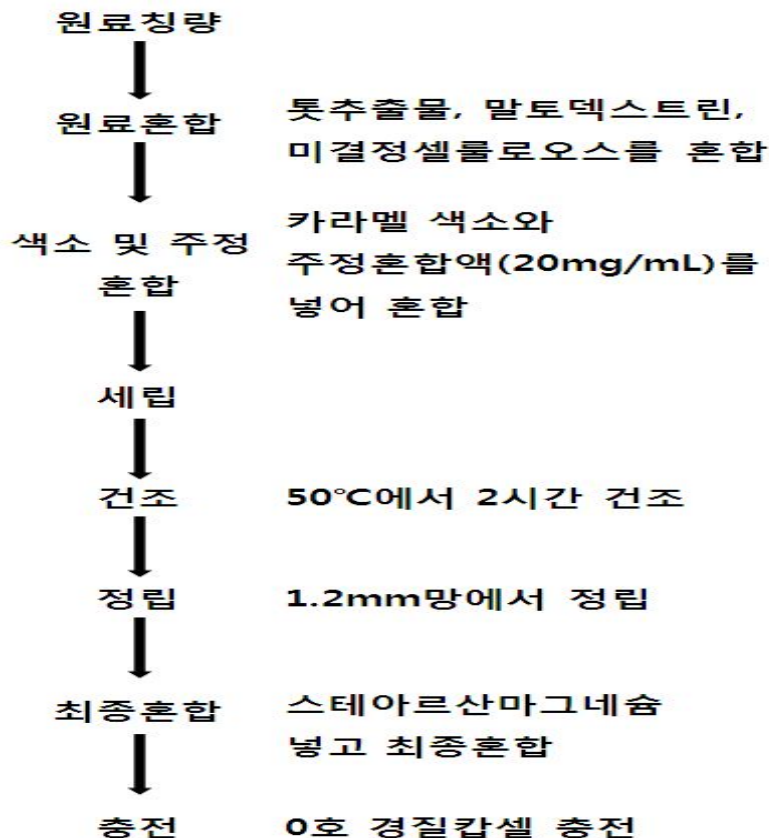 원료칭량
원료혼합
톳추출물, 말토덱스트린,
미결정셀룰로오스를 혼합
색소 및 주정
혼합
카라멜 색소와
주정혼합액(20mg/mL)를
넣어 혼합
세립
건조
50℃에서 2시간 건조
정립
1.2mm망에서 정립
최종혼합
스테아르산마그네슘
넣고 최종혼합
충전
0호 경질캅셀 충전